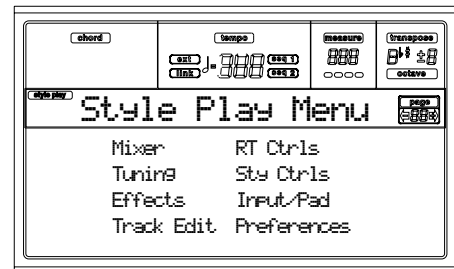 chord tempo measure transpose
ext seq 1
link seq 2
octave
style play
Style Play Menu page
Mixer RT Ctrls
Tuning Sty Ctrls
Effects Input/Pad
Track Edit Preferences